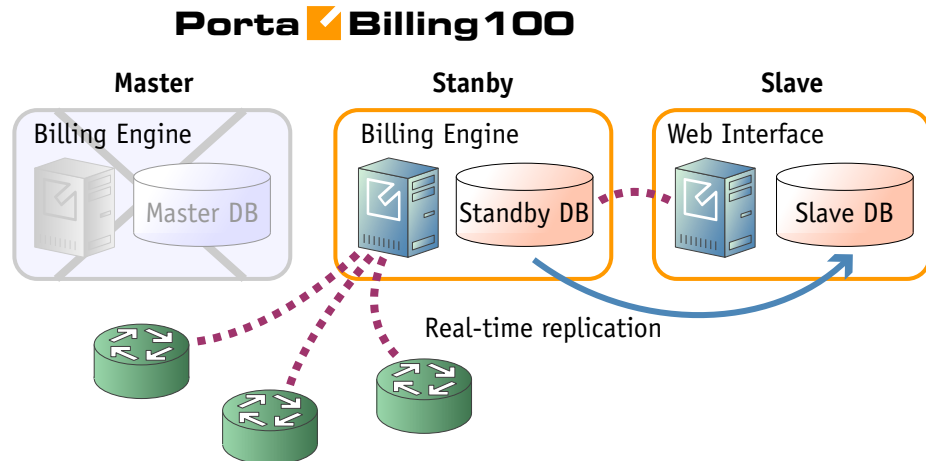 Porta Billing100
Master
Stanby
Slave
Billing Engine
Billing Engine
Web Interface
Master DB
Standby DB
Slave DB
Real-time replication